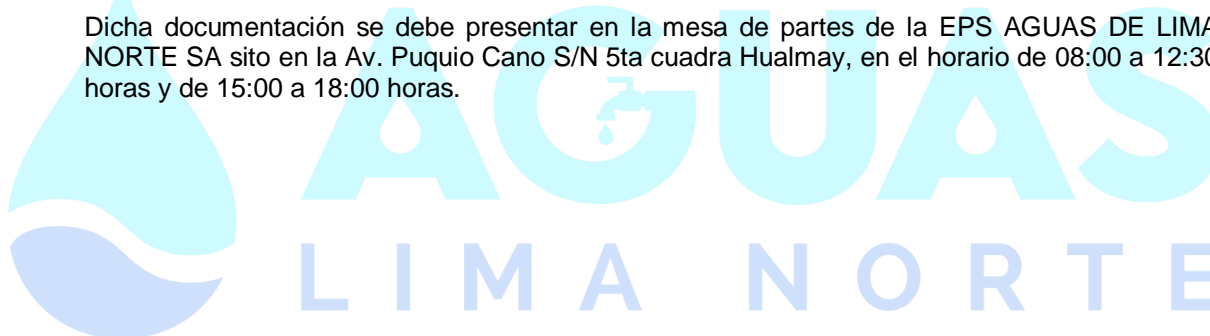 Dicha documentación se debe presentar en la mesa de partes de la EPS AGUAS DE LIMA
NORTE SA sito en la Av. Puquio Cano S/N 5ta cuadra Hualmay, en el horario de 08:00 a 12:30
horas y de 15:00 a 18:00 horas.
AGUAS
LIMA NORTE